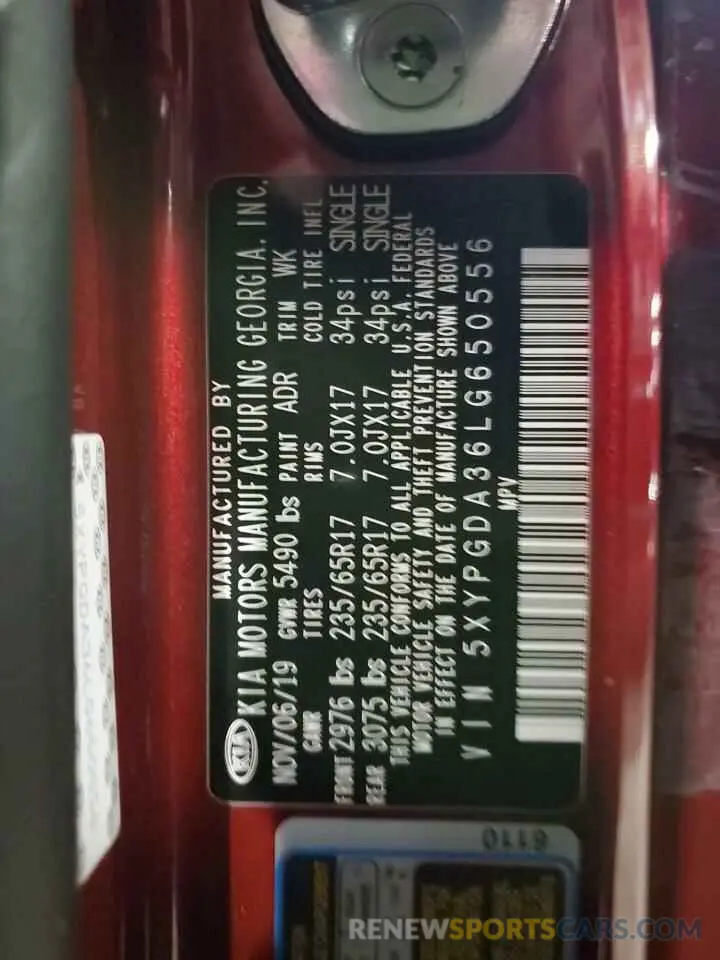 MANUFACTURED BY
KIA KIA MOTORS MANUFACTURING GEORGIA, INC.
NOV/06/19 GVWR 5490 lbs PAINT ADR TRIM WK
GAWR TIRES RIMS COLD TIRE INFL
FRONT 2976 lbs 235/65R17 7.0JX17 34psi SINGLE
REAR 3075 lbs 235/65R17 7.0JX17 34psi SINGLE
THIS VEHICLE CONFORMS TO ALL APPLICABLE U.S.A. FEDERAL
MOTOR VEHICLE SAFETY AND THEFT PREVENTION STANDARDS
IN EFFECT ON THE DATE OF MANUFACTURE SHOWN ABOVE
VIN 5XYPGDA36LG650556
MPV
6110
RENEWSPORTSCARS.COM